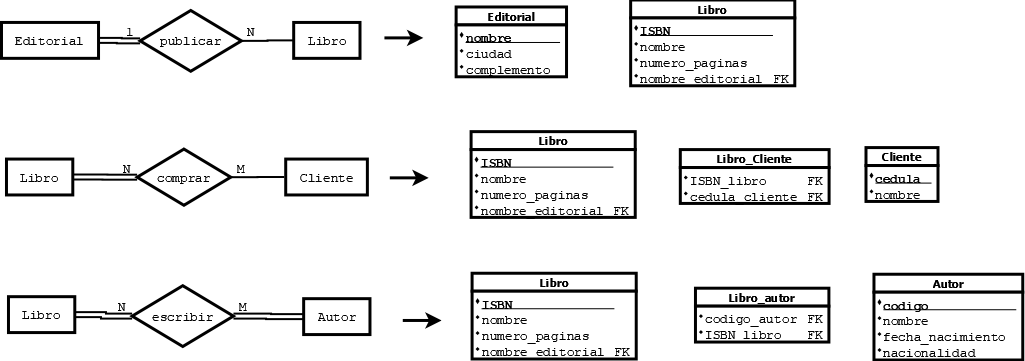 Editorial
1
publicar
N
Libro
Editorial
nombre
ciudad
complemento
Libro
ISBN
nombre
numero_paginas
nombre_editorial FK
Libro
N
comprar
M
Cliente
Libro
ISBN
nombre
numero_paginas
nombre_editorial FK
Libro_Cliente
ISBN_libro FK
cedula_cliente FK
Cliente
cedula
nombre
Libro
N
escribir
M
Autor
Libro
ISBN
nombre
numero_paginas
nombre_editorial FK
Libro_autor
codigo_autor FK
ISBN_libro FK
Autor
codigo
nombre
fecha_nacimiento
nacionalidad